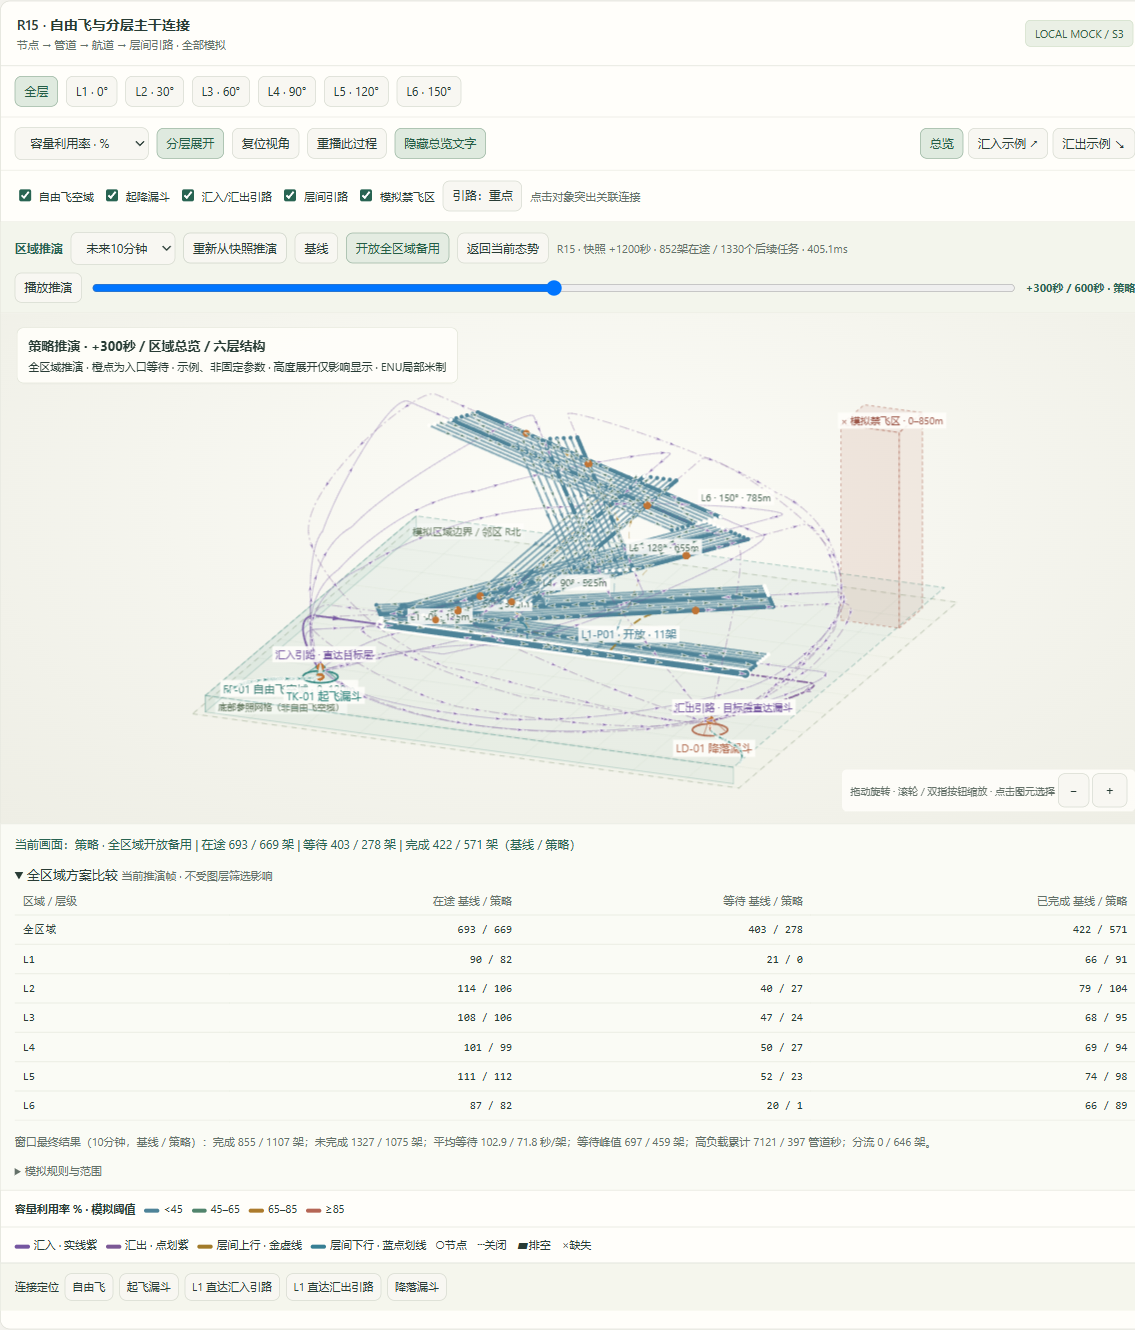 R15 · 自由飞与分层主干连接
节点 → 管道 → 航道 → 层间引路 · 全部模拟
LOCAL MOCK / S3
全层 L1 · 0° L2 · 30° L3 · 60° L4 · 90° L5 · 120° L6 · 150°
容量利用率 · % 分层展开 复位视角 重播此过程 隐藏总览文字 总览 汇入示例 ↗ 汇出示例 ↘
自由飞空域 起降漏斗 汇入/汇出引路 层间引路 模拟禁飞区 引路：重点 点击对象突出关联连接
区域推演 未来10分钟 重新从快照推演 基线 开放全区域备用 返回当前态势 R15 · 快照 +1200秒 · 852架在途 / 1330个后续任务 · 405.1ms
播放推演 +300秒 / 600秒 · 策略
策略推演 · +300秒 / 区域总览 / 六层结构
全区域推演 · 橙点为入口等待 · 示例、非固定参数 · 高度展开仅影响显示 · ENU局部米制
× 模拟禁飞区 · 0–850m
L6 · 150° · 785m
模拟区域边界 / 邻区 R北
90° · 525m
L1-P01 · 开放 · 11架
汇入引路 · 直达目标层
自由飞
TK-01 起飞漏斗
底部参照网格（非自由飞空域）
汇出引路 · 目标层直达漏斗
LD-01 降落漏斗
拖动旋转 · 滚轮 / 双指按钮缩放 · 点击图元选择 − +
当前画面：策略 · 全区域开放备用 | 在途 693 / 669 架 | 等待 403 / 278 架 | 完成 422 / 571 架（基线 / 策略）
▼ 全区域方案比较 当前推演帧 · 不受图层筛选影响
区域 / 层级 在途 基线 / 策略 等待 基线 / 策略 已完成 基线 / 策略
全区域 693 / 669 403 / 278 422 / 571
L1 90 / 82 21 / 0 66 / 91
L2 114 / 106 40 / 27 79 / 104
L3 108 / 106 47 / 24 68 / 95
L4 101 / 99 50 / 27 69 / 94
L5 111 / 112 52 / 23 74 / 98
L6 87 / 82 20 / 1 66 / 89
窗口最终结果（10分钟，基线 / 策略）：完成 855 / 1107 架；未完成 1327 / 1075 架；平均等待 102.9 / 71.8 秒/架；等待峰值 697 / 459 架；高负载累计 7121 / 397 管道秒；分流 0 / 646 架。
▶ 模拟规则与范围
容量利用率 % · 模拟阈值 <45 45–65 65–85 ≥85
汇入 · 实线紫 汇出 · 点划紫 层间上行 · 金虚线 层间下行 · 蓝点划线 ○节点 ┄关闭 ▰排空 ×缺失
连接定位 自由飞 起飞漏斗 L1 直达汇入引路 L1 直达汇出引路 降落漏斗